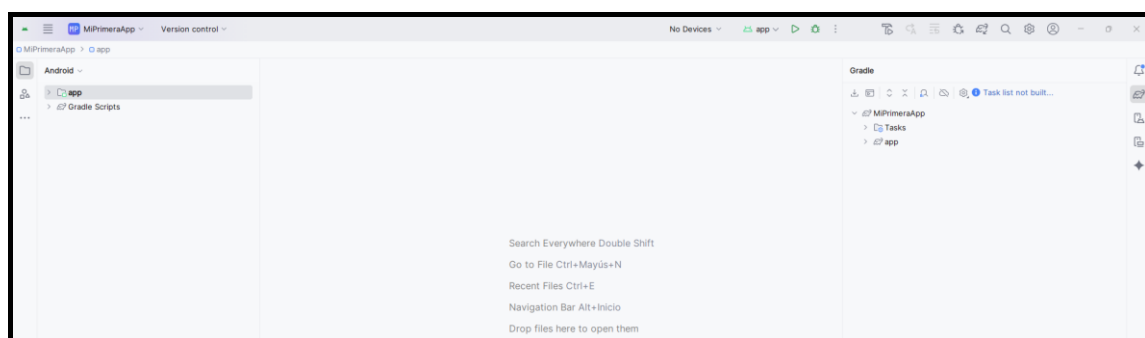 MP MiPrimeraApp Version control No Devices app
MiPrimeraApp > app
Android
app
Gradle Scripts
Gradle
Task list not built...
MiPrimeraApp
Tasks
app
Search Everywhere Double Shift
Go to File Ctrl+Mayús+N
Recent Files Ctrl+E
Navigation Bar Alt+Inicio
Drop files here to open them